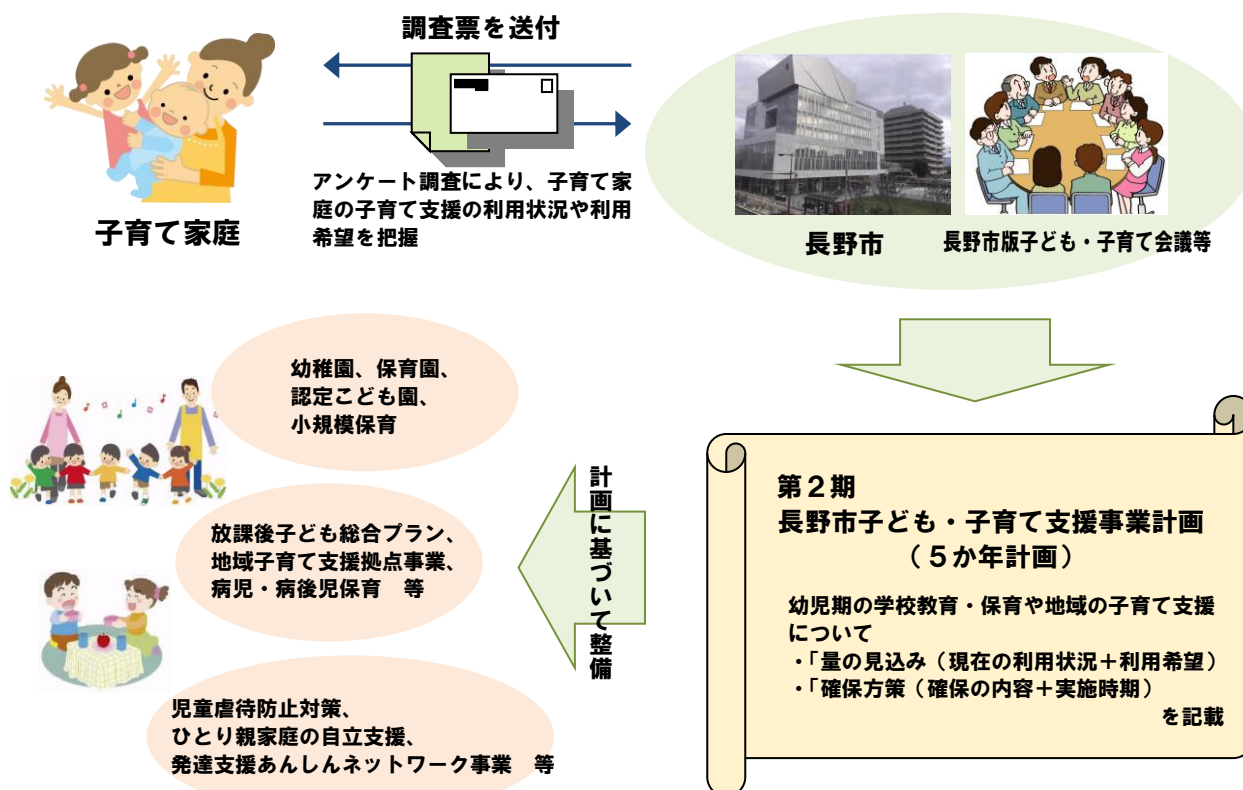 調査票を送付
子育て家庭
アンケート調査により、子育て家
庭の子育て支援の利用状況や利用
希望を把握
長野市
長野市版子ども・子育て会議等
第２期
長野市子ども・子育て支援事業計画
（５か年計画）
幼児期の学校教育・保育や地域の子育て支援
について
・「量の見込み（現在の利用状況＋利用希望）
・「確保方策（確保の内容＋実施時期）
を記載
計画に基づいて整備
幼稚園、保育園、
認定こども園、
小規模保育
放課後子ども総合プラン、
地域子育て支援拠点事業、
病児・病後児保育　等
児童虐待防止対策、
ひとり親家庭の自立支援、
発達支援あんしんネットワーク事業　等